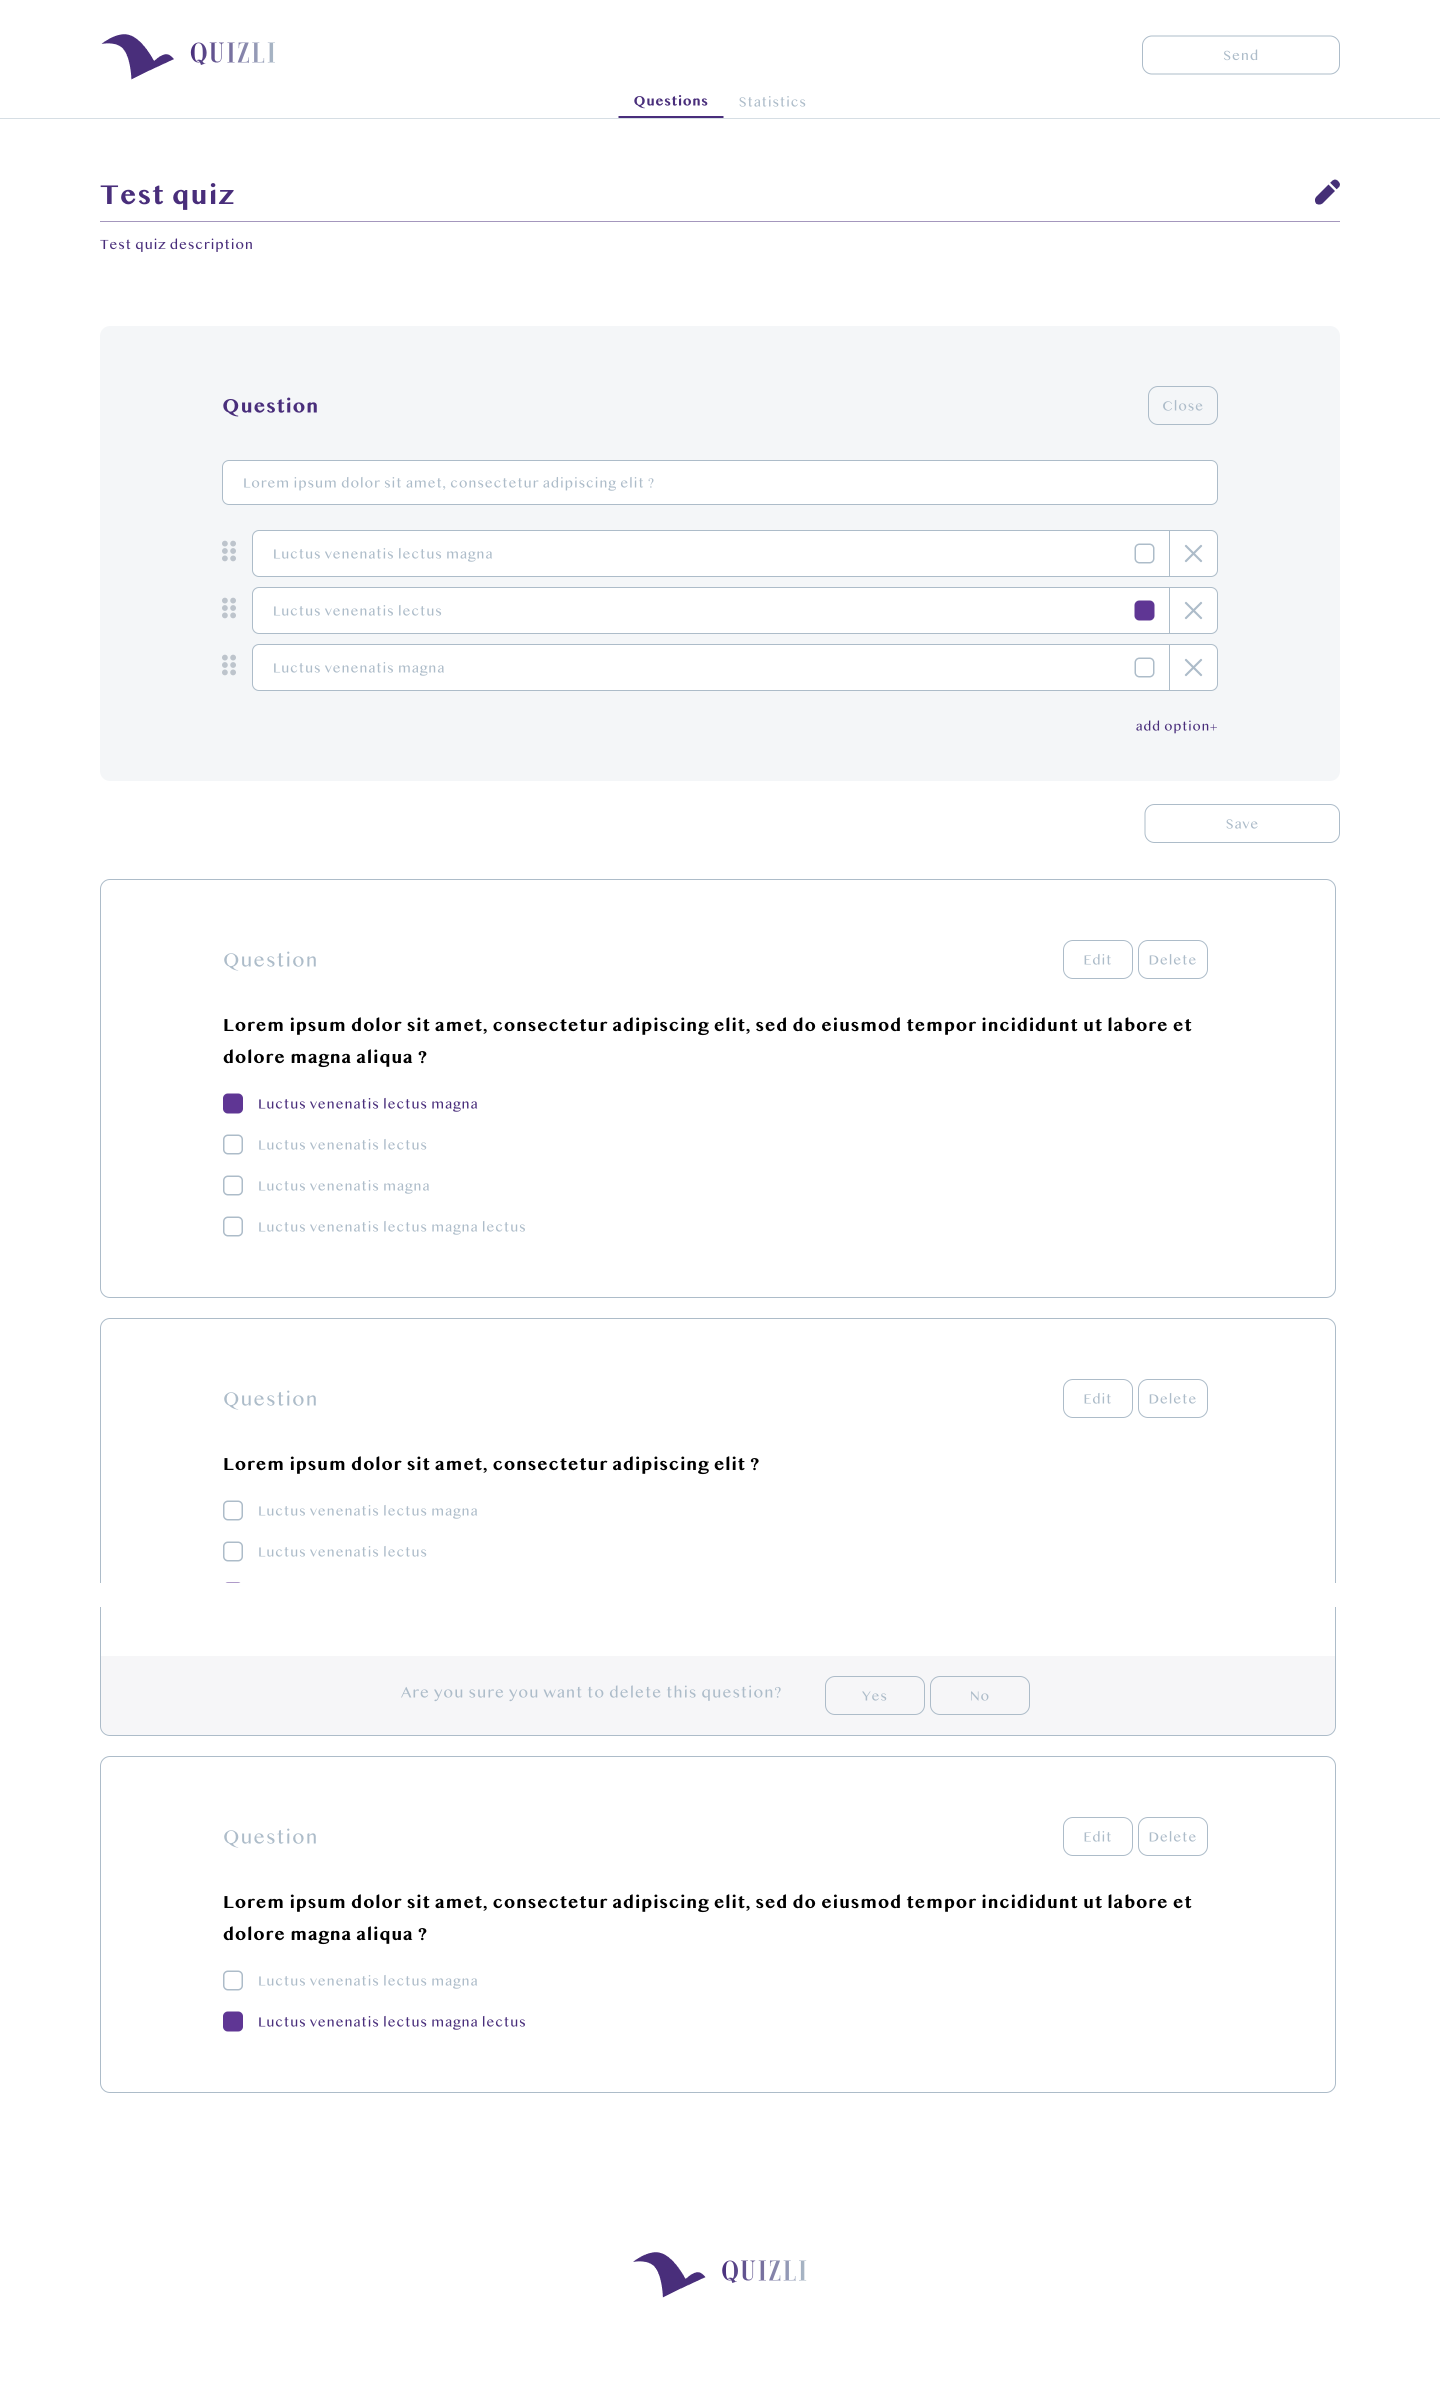 QUIZLI
Send
Questions
Statistics
Test quiz
Test quiz description
Question
Close
Lorem ipsum dolor sit amet, consectetur adipiscing elit ?
Luctus venenatis lectus magna
Luctus venenatis lectus
Luctus venenatis magna
add option+
Save
Question
Edit
Delete
Lorem ipsum dolor sit amet, consectetur adipiscing elit, sed do eiusmod tempor incididunt ut labore et
dolore magna aliqua ?
Luctus venenatis lectus magna
Luctus venenatis lectus
Luctus venenatis magna
Luctus venenatis lectus magna lectus
Question
Edit
Delete
Lorem ipsum dolor sit amet, consectetur adipiscing elit ?
Luctus venenatis lectus magna
Luctus venenatis lectus
Are you sure you want to delete this question?
Yes
No
Question
Edit
Delete
Lorem ipsum dolor sit amet, consectetur adipiscing elit, sed do eiusmod tempor incididunt ut labore et
dolore magna aliqua ?
Luctus venenatis lectus magna
Luctus venenatis lectus magna lectus
QUIZLI